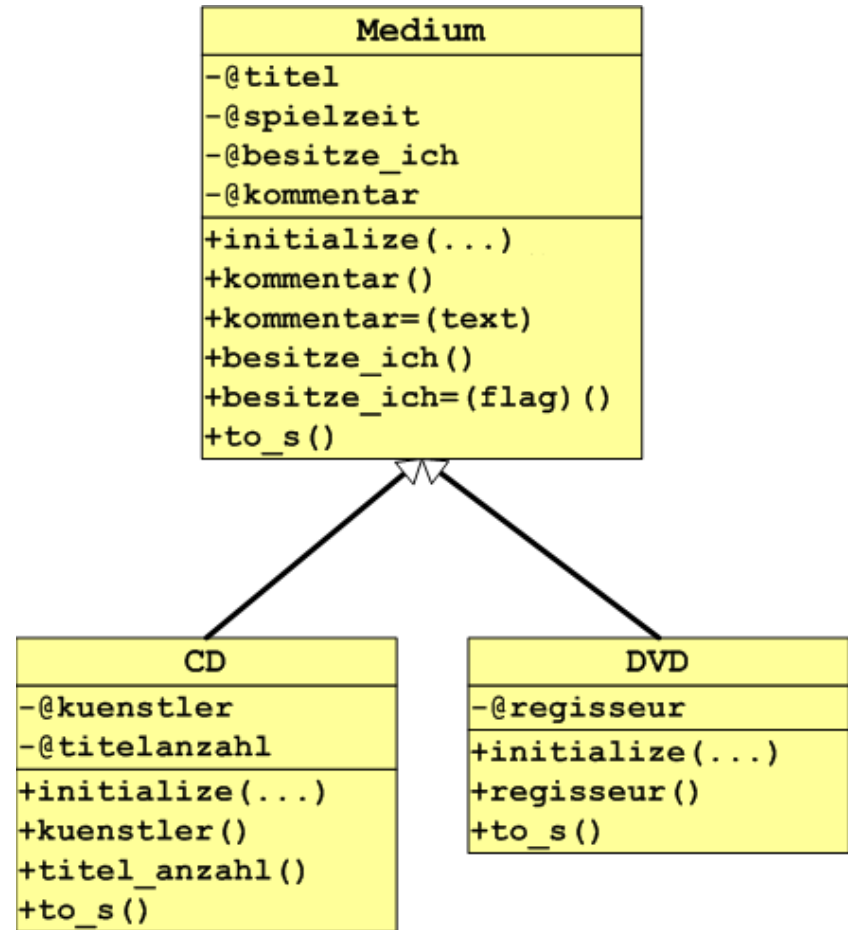 Medium
-@titel
-@spielzeit
-@besitze_ich
-@kommentar
+initialize(...)
+kommentar()
+kommentar=(text)
+besitze_ich()
+besitze_ich=(flag)()
+to_s()
CD
-@kuenstler
-@titelanzahl
+initialize(...)
+kuenstler()
+titel_anzahl()
+to_s()
DVD
-@regisseur
+initialize(...)
+regisseur()
+to_s()